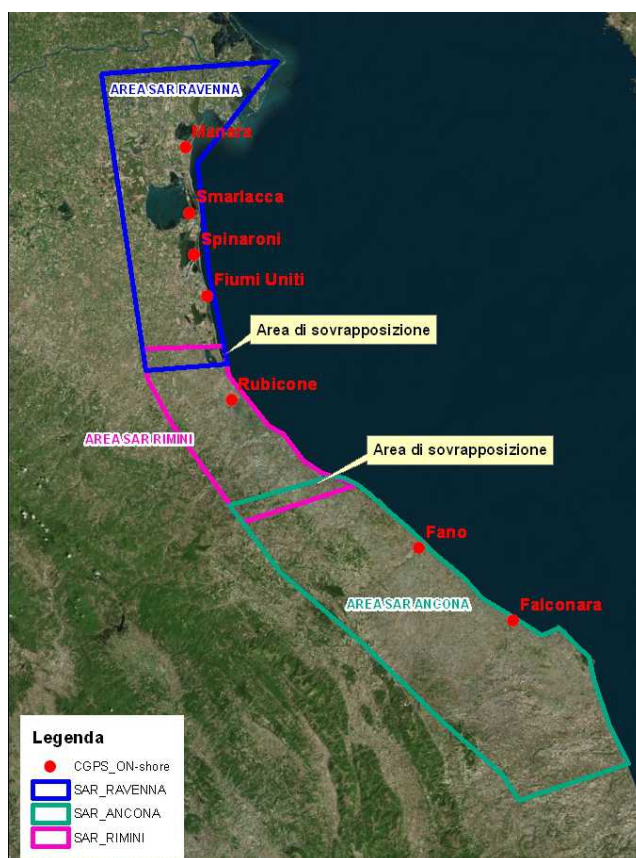 AREA SAR RAVENNA
Manara
Smarlacca
Spinaroni
Fiumi Uniti
Area di sovrapposizione
Rubicone
AREA SAR RIMINI
Area di sovrapposizione
Fano
AREA SAR ANCONA
Falconara
Legenda
CGPS_ON-shore
SAR_RAVENNA
SAR_ANCONA
SAR_RIMINI